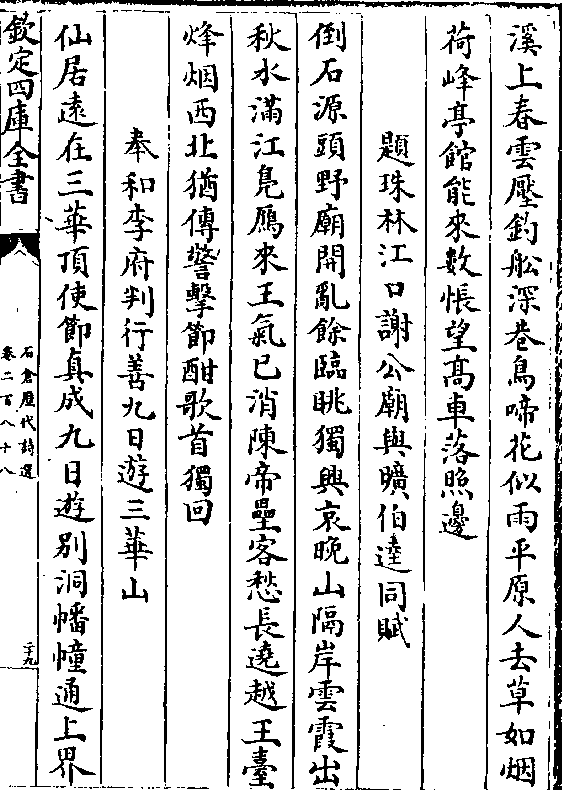 溪上春雲壓釣船深巷鳥啼花似雨平原人去草如烟
荷峰亭館能來數悵望高車落照邊
題珠林江口謝公廟與曠伯逵同賦
倒石源頭野廟開亂餘臨眺獨興哀晚山隔岸雲霞出
秋水滿江鳬鴈來王氣已消陳帝壘客愁長遶越王臺
烽烟西北猶傳警擊節酣歌首獨回
奉和李府判行善九日遊三華山
仙居遠在三華頂使節真成九日遊别洞幡幢通上界
欽定四庫全書
石倉歷代詩選
卷二百八十八
二十九